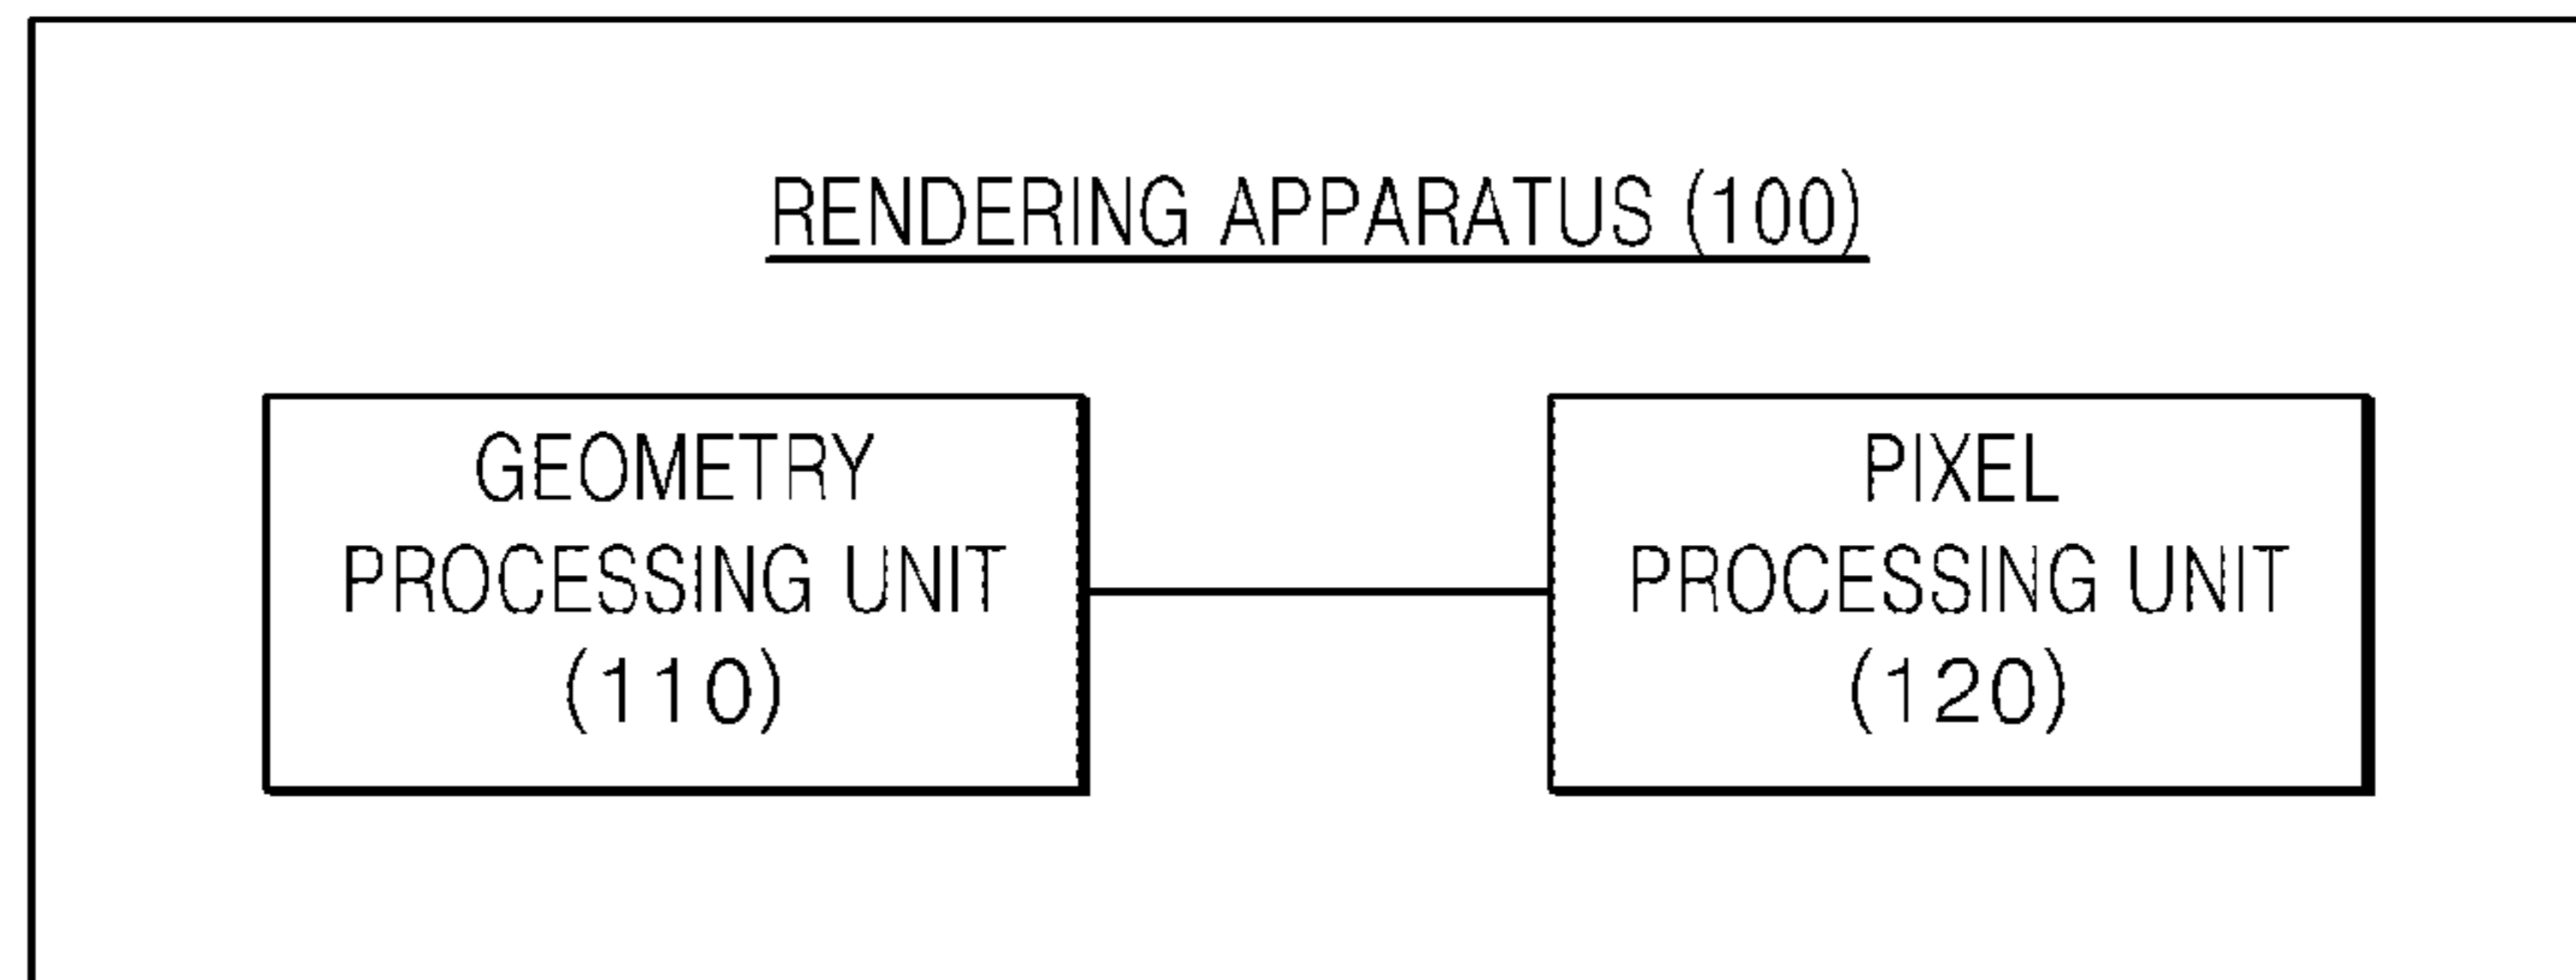 RENDERING APPARATUS (100)
GEOMETRY
PROCESSING UNIT
(110)
PIXEL
PROCESSING UNIT
(120)